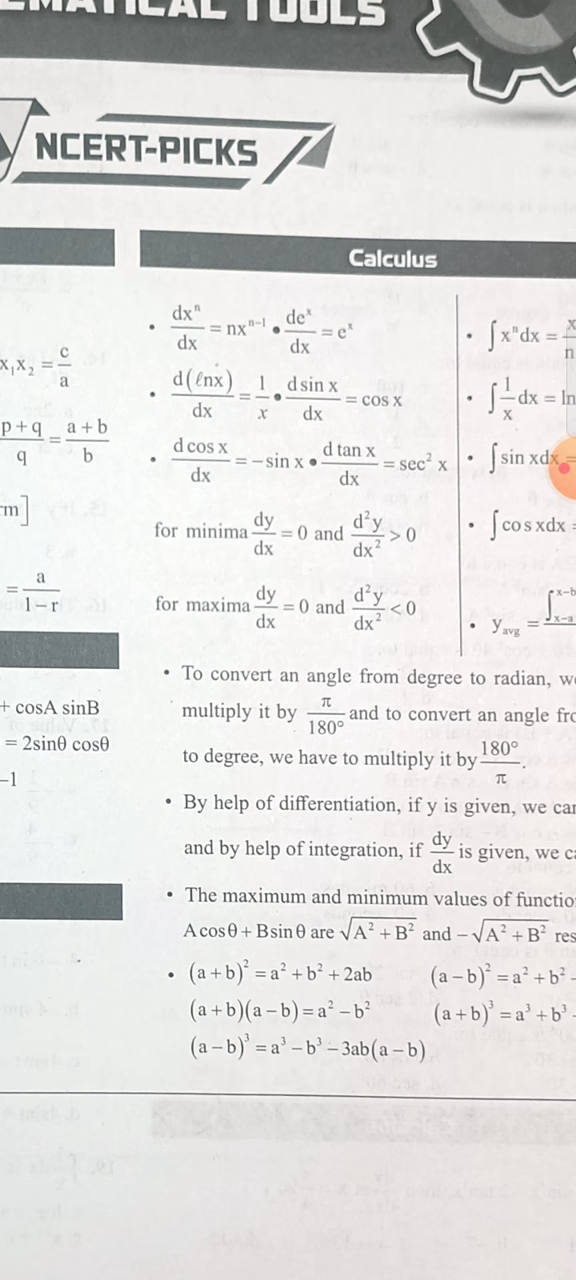 TOOLS
NCERT-PICKS
x₁x₂ = c/a
p+q/q = a+b/b
= a/1−r
+ cosA sinB
= 2sinθ cosθ
−1
Calculus
• dxⁿ/dx = nxⁿ⁻¹ • deˣ/dx = eˣ
• d(ℓnx)/dx = 1/x • d sin x/dx = cos x
• d cos x/dx = −sin x • d tan x/dx = sec² x
for minima dy/dx = 0 and d²y/dx² > 0
for maxima dy/dx = 0 and d²y/dx² < 0
• ∫xⁿdx =
• ∫1/x dx = ln
• ∫sin xdx =
• ∫cos xdx =
• y_avg =
• To convert an angle from degree to radian,
multiply it by π/180° and to convert an angle
to degree, we have to multiply it by 180°/π.
• By help of differentiation, if y is given, we
and by help of integration, if dy/dx is given, we
• The maximum and minimum values of
A cosθ + B sin θ are √A² + B² and −√A² + B²
• (a+b)² = a² + b² + 2ab (a−b)² = a² + b² −
(a+b)(a−b) = a² − b² (a+b)³ = a³ + b³
(a−b)³ = a³ − b³ − 3ab(a−b)